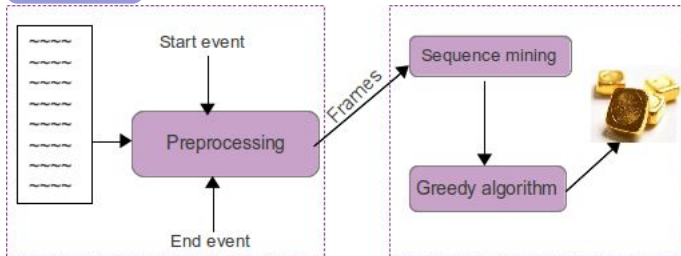 Start event
Preprocessing
End event
Frames
Sequence mining
Greedy algorithm